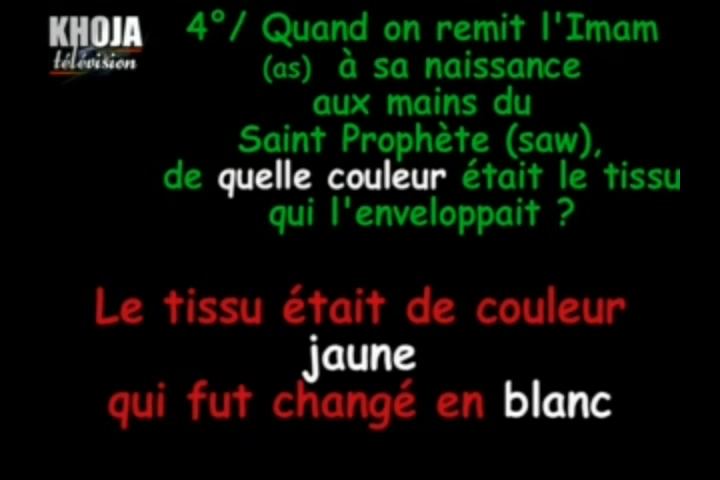 KHOJA
télévision
4°/ Quand on remit l'Imam
(as) à sa naissance
aux mains du
Saint Prophète (saw),
de quelle couleur était le tissu
qui l'enveloppait ?
Le tissu était de couleur
jaune
qui fut changé en blanc